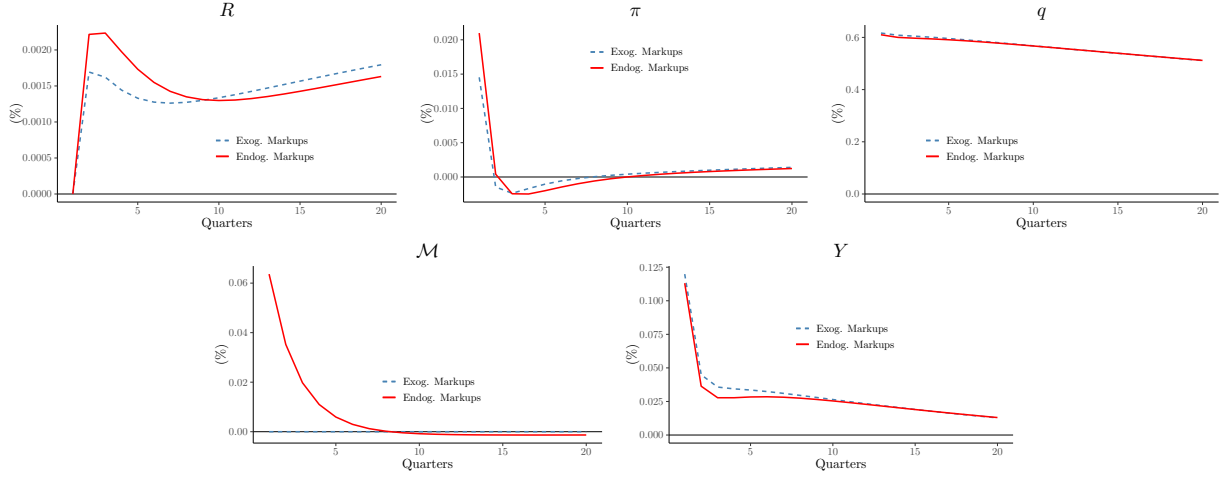 R
π
q
(%)
0.0020
0.0015
0.0010
0.0005
0.0000
Exog. Markups
Endog. Markups
5
10
15
20
Quarters
(%)
0.020
0.015
0.010
0.005
0.000
Exog. Markups
Endog. Markups
5
10
15
20
Quarters
(%)
0.6
0.4
0.2
0.0
Exog. Markups
Endog. Markups
5
10
15
20
Quarters
M
Y
(%)
0.06
0.04
0.02
0.00
Exog. Markups
Endog. Markups
5
10
15
20
Quarters
(%)
0.125
0.100
0.075
0.050
0.025
0.000
Exog. Markups
Endog. Markups
5
10
15
20
Quarters